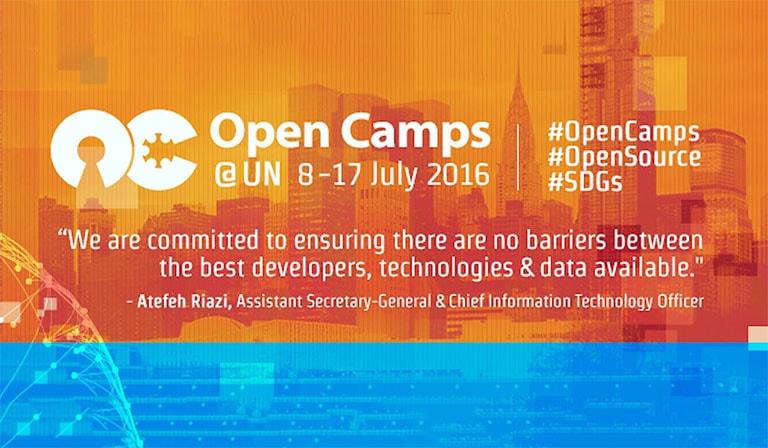 Open Camps
@UN 8-17 July 2016
#OpenCamps
#OpenSource
#SDGs
“We are committed to ensuring there are no barriers between
the best developers, technologies & data available."
- Atefeh Riazi, Assistant Secretary-General & Chief Information Technology Officer